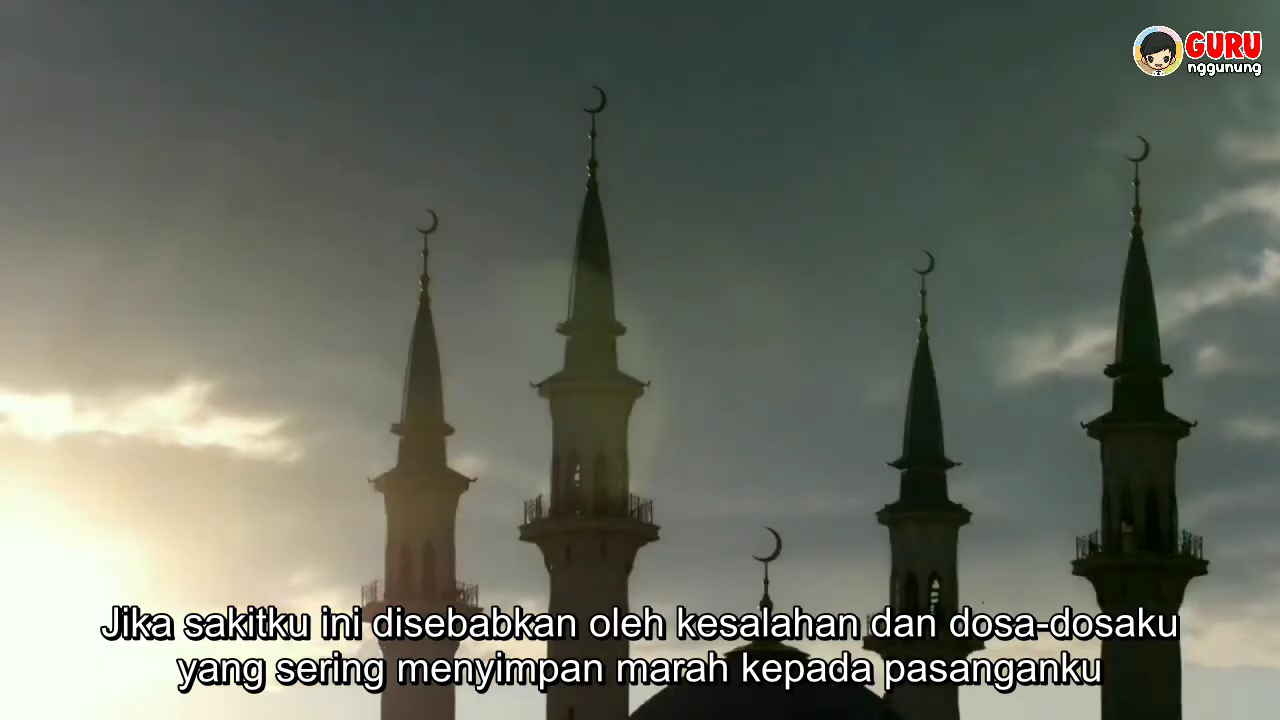 GURU
nggunung
Jika sakitku ini disebabkan oleh kesalahan dan dosa-dosaku
yang sering menyimpan marah kepada pasanganku